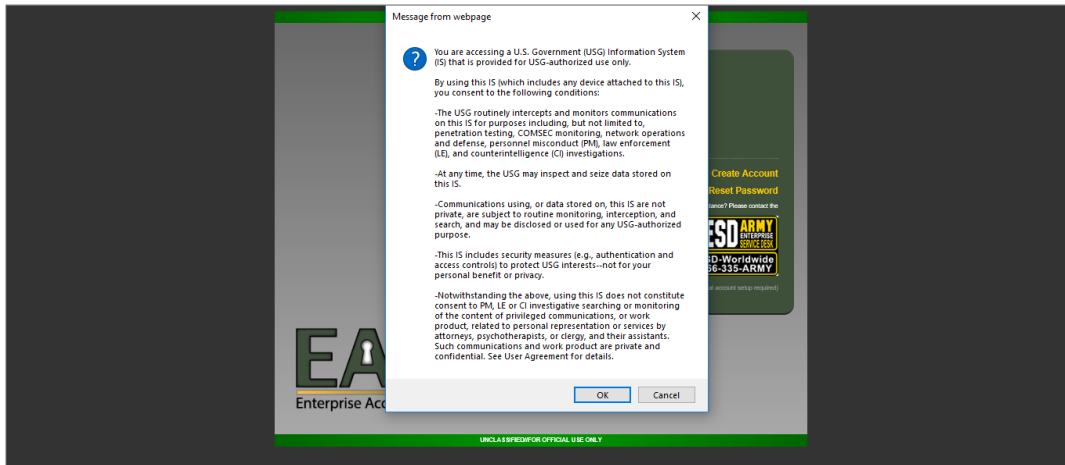 Message from webpage
You are accessing a U.S. Government (USG) Information System
(IS) that is provided for USG-authorized use only.
By using this IS (which includes any device attached to this IS),
you consent to the following conditions:
-The USG routinely intercepts and monitors communications
on this IS for purposes including, but not limited to,
penetration testing, COMSEC monitoring, network operations
and defense, personnel misconduct (PM), law enforcement
(LE), and counterintelligence (CI) investigations.
-At any time, the USG may inspect and seize data stored on
this IS.
-Communications using, or data stored on, this IS are not
private, are subject to routine monitoring, interception, and
search, and may be disclosed or used for any USG-authorized
purpose.
-This IS includes security measures (e.g., authentication and
access controls) to protect USG interests--not for your
personal benefit or privacy.
-Notwithstanding the above, using this IS does not constitute
consent to PM, LE or CI investigative searching or monitoring
of the content of privileged communications, or work
product, related to personal representation or services by
attorneys, psychotherapists, or clergy, and their assistants.
Such communications and work product are private and
confidential. See User Agreement for details.
OK Cancel
Create Account
Reset Password
tance? Please contact the
ESD ARMY
ENTERPRISE
SERVICE DESK
D-Worldwide
66-335-ARMY
account setup required)
EA
Enterprise Acc
UNCLASSIFIED//FOR OFFICIAL USE ONLY